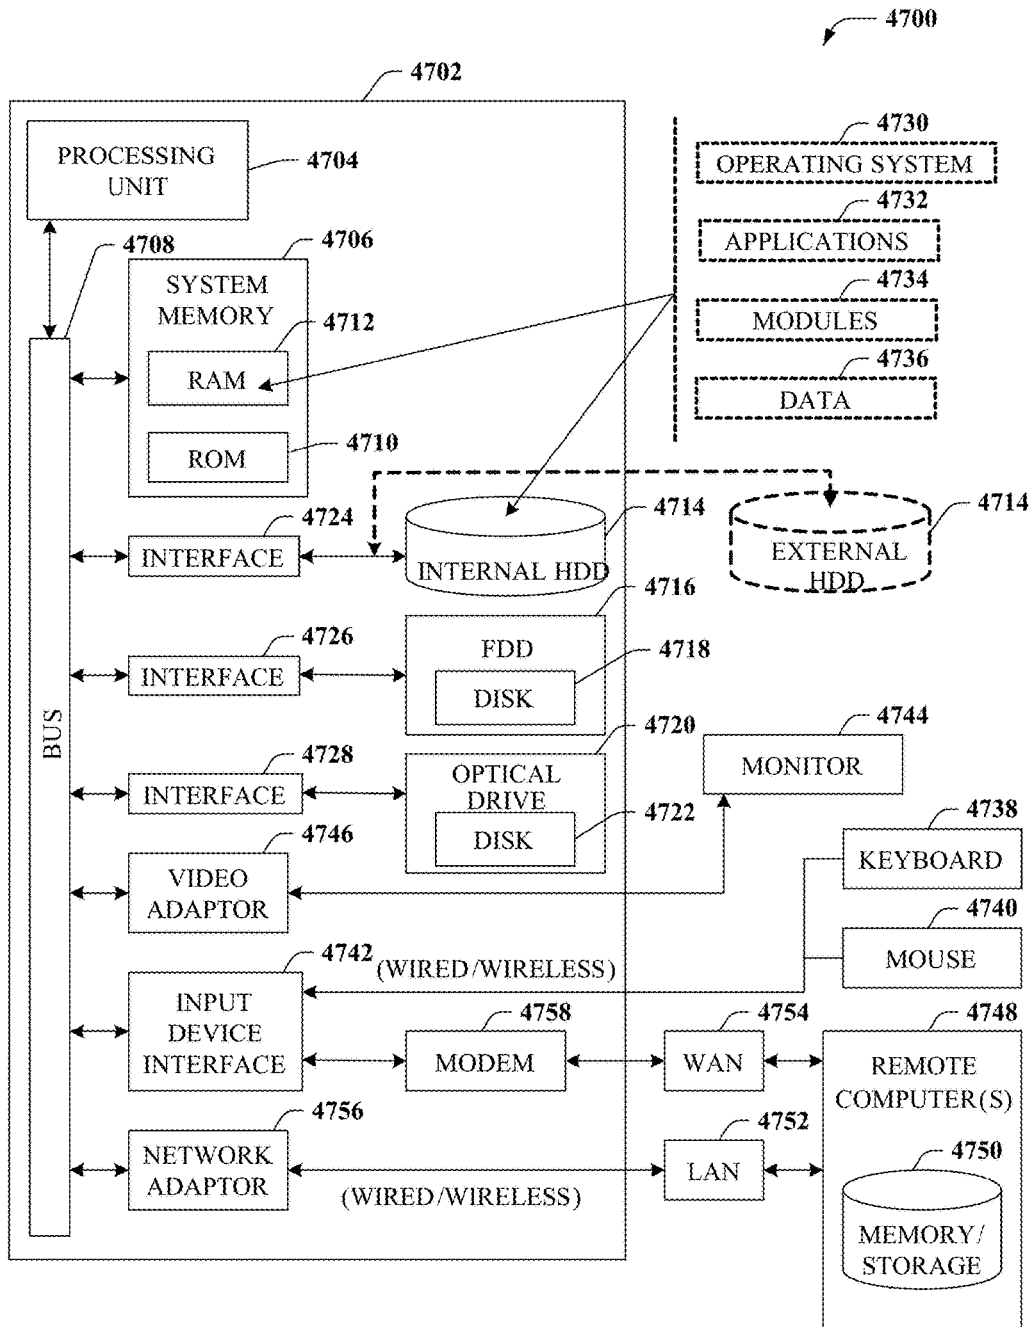 4700
4702
PROCESSING
UNIT
4704
4730
OPERATING SYSTEM
4732
APPLICATIONS
4734
MODULES
4736
DATA
4708
4706
SYSTEM
MEMORY
4712
RAM
4710
ROM
BUS
4724
INTERFACE
4714
INTERNAL HDD
4714
EXTERNAL
HDD
4726
INTERFACE
4716
FDD
4718
DISK
4728
INTERFACE
4720
OPTICAL
DRIVE
4722
DISK
4744
MONITOR
4746
VIDEO
ADAPTOR
4738
KEYBOARD
4740
MOUSE
4742
INPUT
DEVICE
INTERFACE
(WIRED/WIRELESS)
4758
MODEM
4754
WAN
4748
REMOTE
COMPUTER(S)
4756
NETWORK
ADAPTOR
(WIRED/WIRELESS)
4752
LAN
4750
MEMORY/
STORAGE